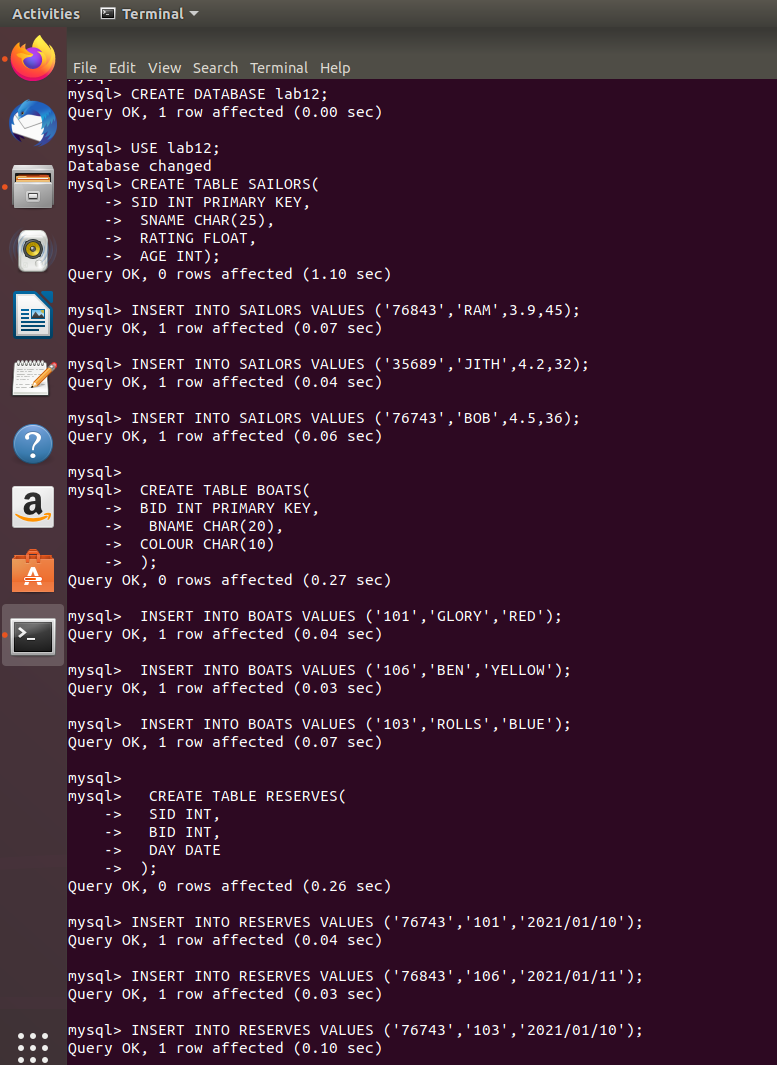 Activities Terminal
File Edit View Search Terminal Help
mysql> CREATE DATABASE lab12;
Query OK, 1 row affected (0.00 sec)
mysql> USE lab12;
Database changed
mysql> CREATE TABLE SAILORS(
    -> SID INT PRIMARY KEY,
    ->  SNAME CHAR(25),
    ->  RATING FLOAT,
    ->  AGE INT);
Query OK, 0 rows affected (1.10 sec)
mysql> INSERT INTO SAILORS VALUES ('76843','RAM',3.9,45);
Query OK, 1 row affected (0.07 sec)
mysql> INSERT INTO SAILORS VALUES ('35689','JITH',4.2,32);
Query OK, 1 row affected (0.04 sec)
mysql> INSERT INTO SAILORS VALUES ('76743','BOB',4.5,36);
Query OK, 1 row affected (0.06 sec)
mysql>
mysql>  CREATE TABLE BOATS(
    -> BID INT PRIMARY KEY,
    ->  BNAME CHAR(20),
    -> COLOUR CHAR(10)
    -> );
Query OK, 0 rows affected (0.27 sec)
mysql>  INSERT INTO BOATS VALUES ('101','GLORY','RED');
Query OK, 1 row affected (0.04 sec)
mysql>  INSERT INTO BOATS VALUES ('106','BEN','YELLOW');
Query OK, 1 row affected (0.03 sec)
mysql>  INSERT INTO BOATS VALUES ('103','ROLLS','BLUE');
Query OK, 1 row affected (0.07 sec)
mysql>
mysql>   CREATE TABLE RESERVES(
    ->   SID INT,
    ->   BID INT,
    ->   DAY DATE
    ->  );
Query OK, 0 rows affected (0.26 sec)
mysql> INSERT INTO RESERVES VALUES ('76743','101','2021/01/10');
Query OK, 1 row affected (0.04 sec)
mysql> INSERT INTO RESERVES VALUES ('76843','106','2021/01/11');
Query OK, 1 row affected (0.03 sec)
mysql> INSERT INTO RESERVES VALUES ('76743','103','2021/01/10');
Query OK, 1 row affected (0.10 sec)